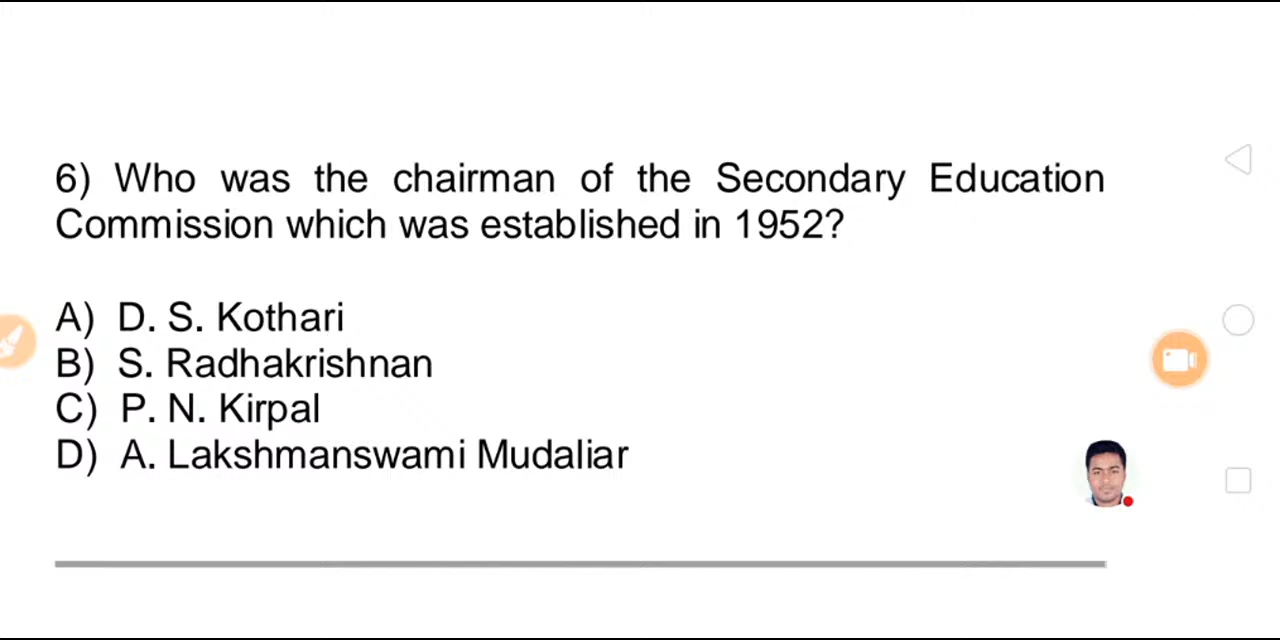 6) Who was the chairman of the Secondary Education
Commission which was established in 1952?
A) D. S. Kothari
B) S. Radhakrishnan
C) P. N. Kirpal
D) A. Lakshmanswami Mudaliar